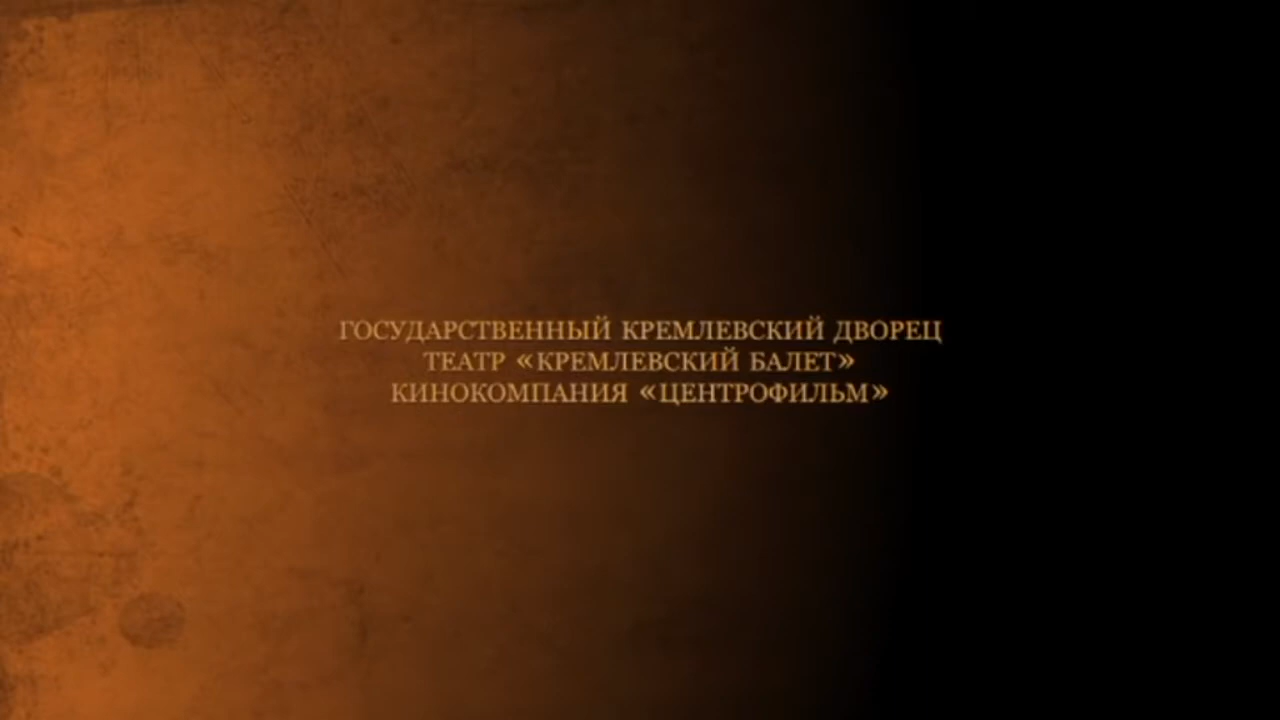 ГОСУДАРСТВЕННЫЙ КРЕМЛЕВСКИЙ ДВОРЕЦ
ТЕАТР «КРЕМЛЕВСКИЙ БАЛЕТ»
КИНОКОМПАНИЯ «ЦЕНТРОФИЛЬМ»